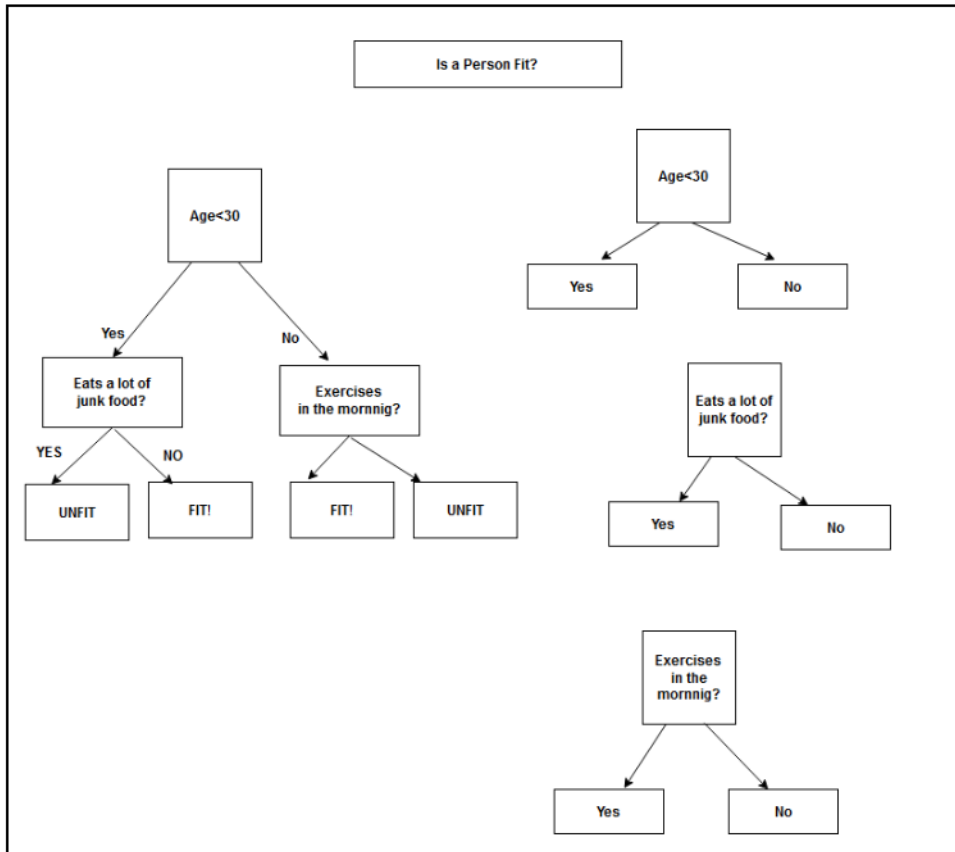 Is a Person Fit?
Age<30
Yes
No
Eats a lot of
junk food?
Exercises
in the mornnig?
YES
NO
UNFIT
FIT!
FIT!
UNFIT
Age<30
Yes
No
Eats a lot of
junk food?
Yes
No
Exercises
in the
mornnig?
Yes
No